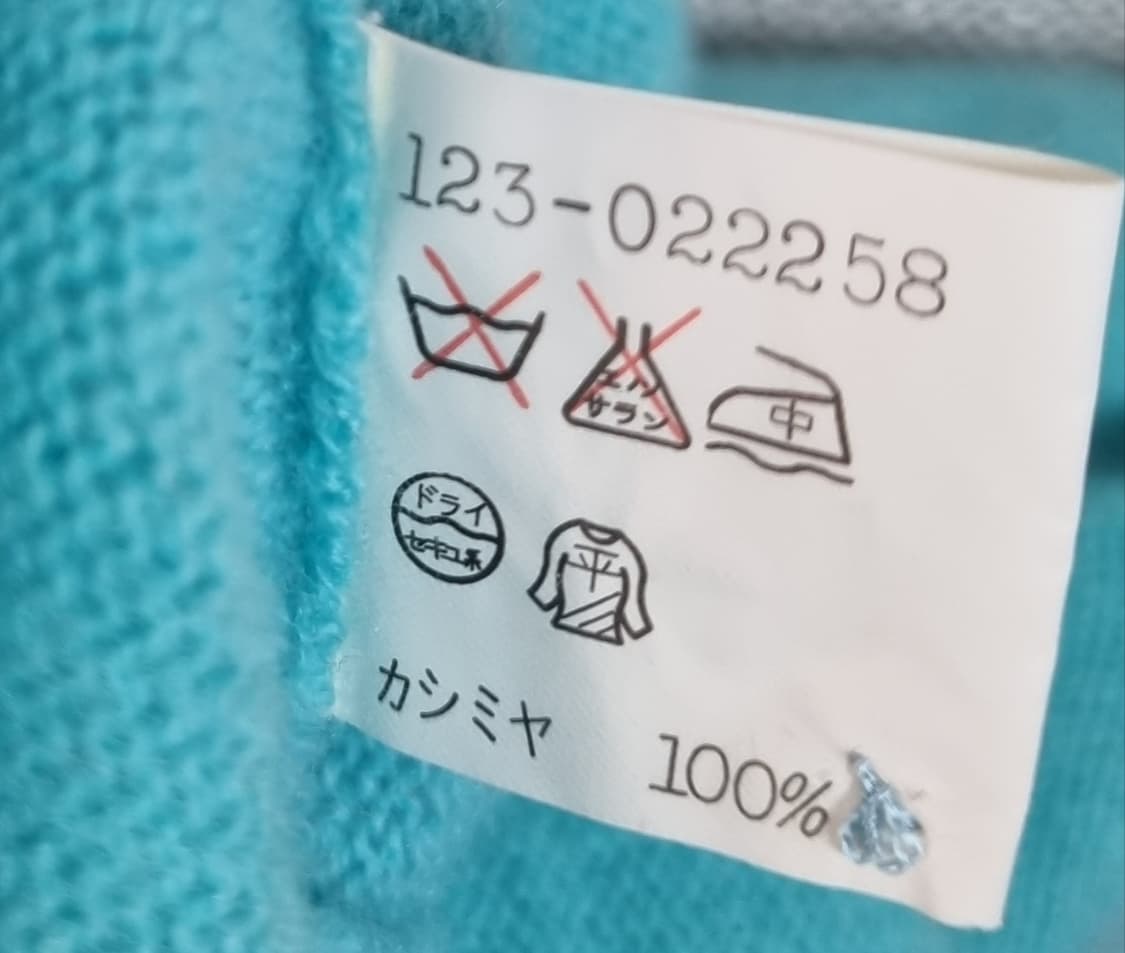 123-022258
エンソ
サラシ
中
ドライ
セキユ系
平
カシミヤ 100%